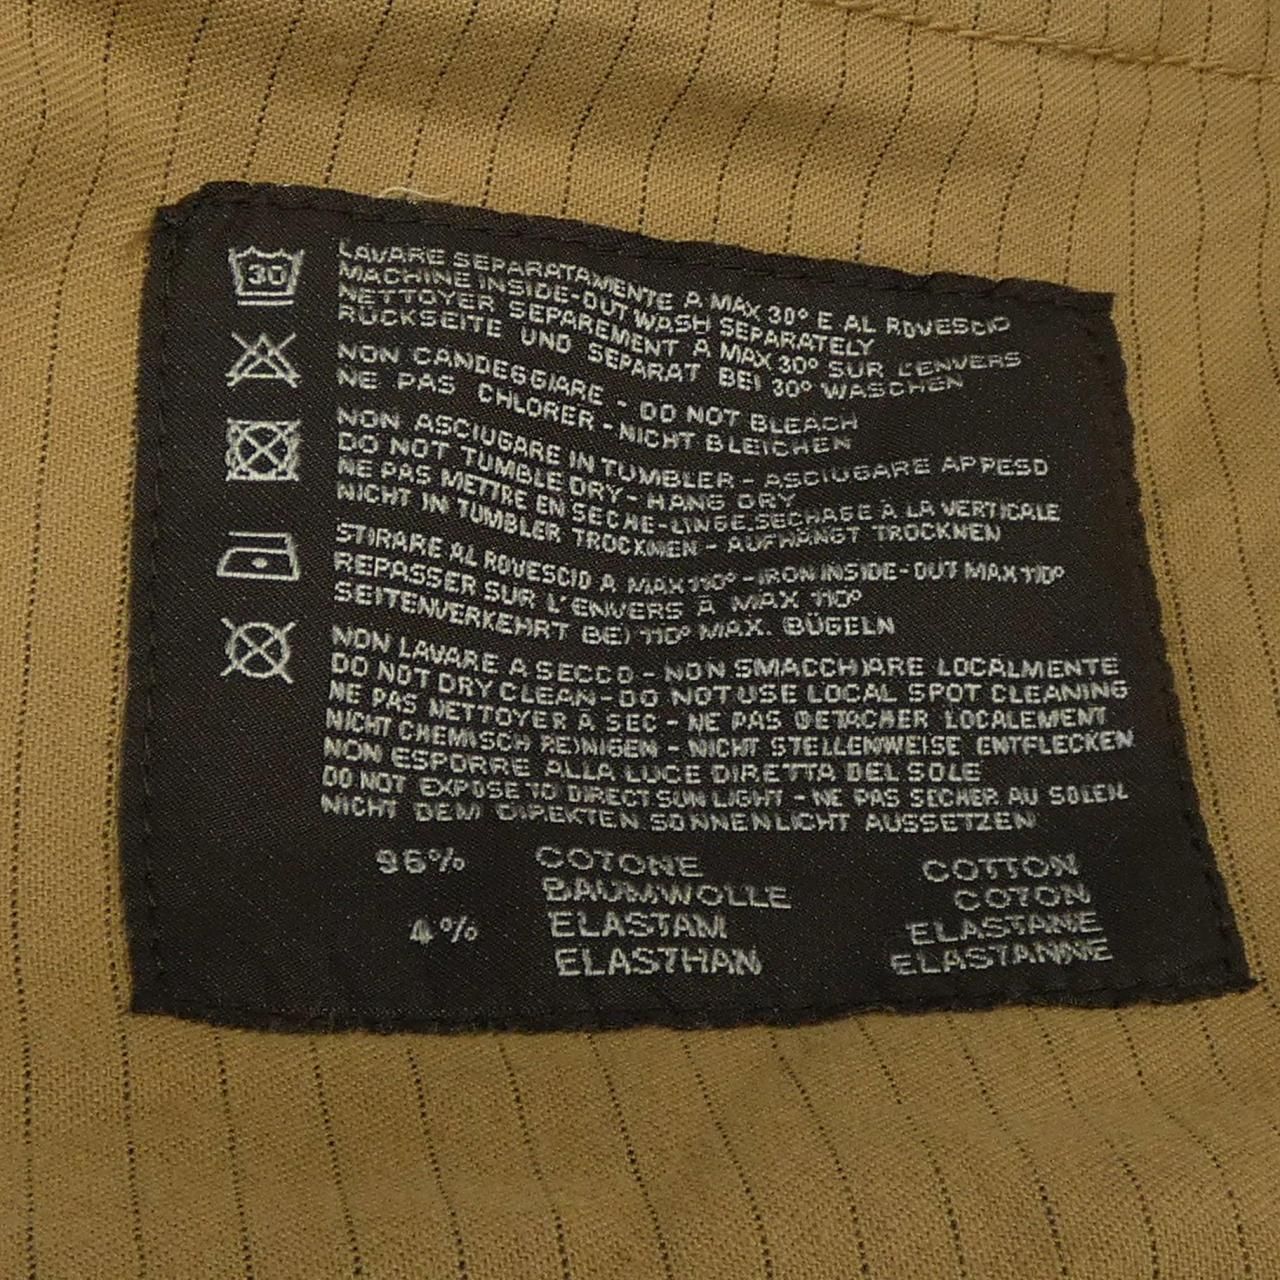 30
LAVARE SEPARATAMENTE A MAX 30° E AL ROVESCIO
MACHINE INSIDE-OUT WASH SEPARATELY
NETTOYER SEPAREMENT A MAX 30° SUR L'ENVERS
RÜCKSEITE UND SEPARAT BEI 30° WASCHEN
NON CANDEGGIARE - DO NOT BLEACH
NE PAS CHLORER - NICHT BLEICHEN
NON ASCIUGARE IN TUMBLER - ASCIUGARE APPESO
DO NOT TUMBLE DRY - HANG DRY
NE PAS METTRE EN SECHE-LINGE.SECHAGE À LA VERTICALE
NICHT IN TUMBLER TROCKNEN - AUFHÄNGT TROCKNEN
STIRARE AL ROVESCIO A MAX 110° - IRON INSIDE-OUT MAX 110°
REPASSER SUR L'ENVERS À MAX 110°
SEITENVERKEHRT BEI 110° MAX. BÜGELN
NON LAVARE A SECCO - NON SMACCHIARE LOCALMENTE
DO NOT DRY CLEAN - DO NOT USE LOCAL SPOT CLEANING
NE PAS NETTOYER À SEC - NE PAS DETACHER LOCALEMENT
NICHT CHEMISCH REINIGEN - NICHT STELLENWEISE ENTFLECKEN
NON ESPORRE ALLA LUCE DIRETTA DEL SOLE
DO NOT EXPOSE TO DIRECT SUN LIGHT - NE PAS SECHER AU SOLEIL
NICHT DEM DIREKTEN SONNENLICHT AUSSETZEN
96% COTONE COTTON
BAUMWOLLE COTON
4% ELASTAM ELASTANE
ELASTHAN ELASTANNE